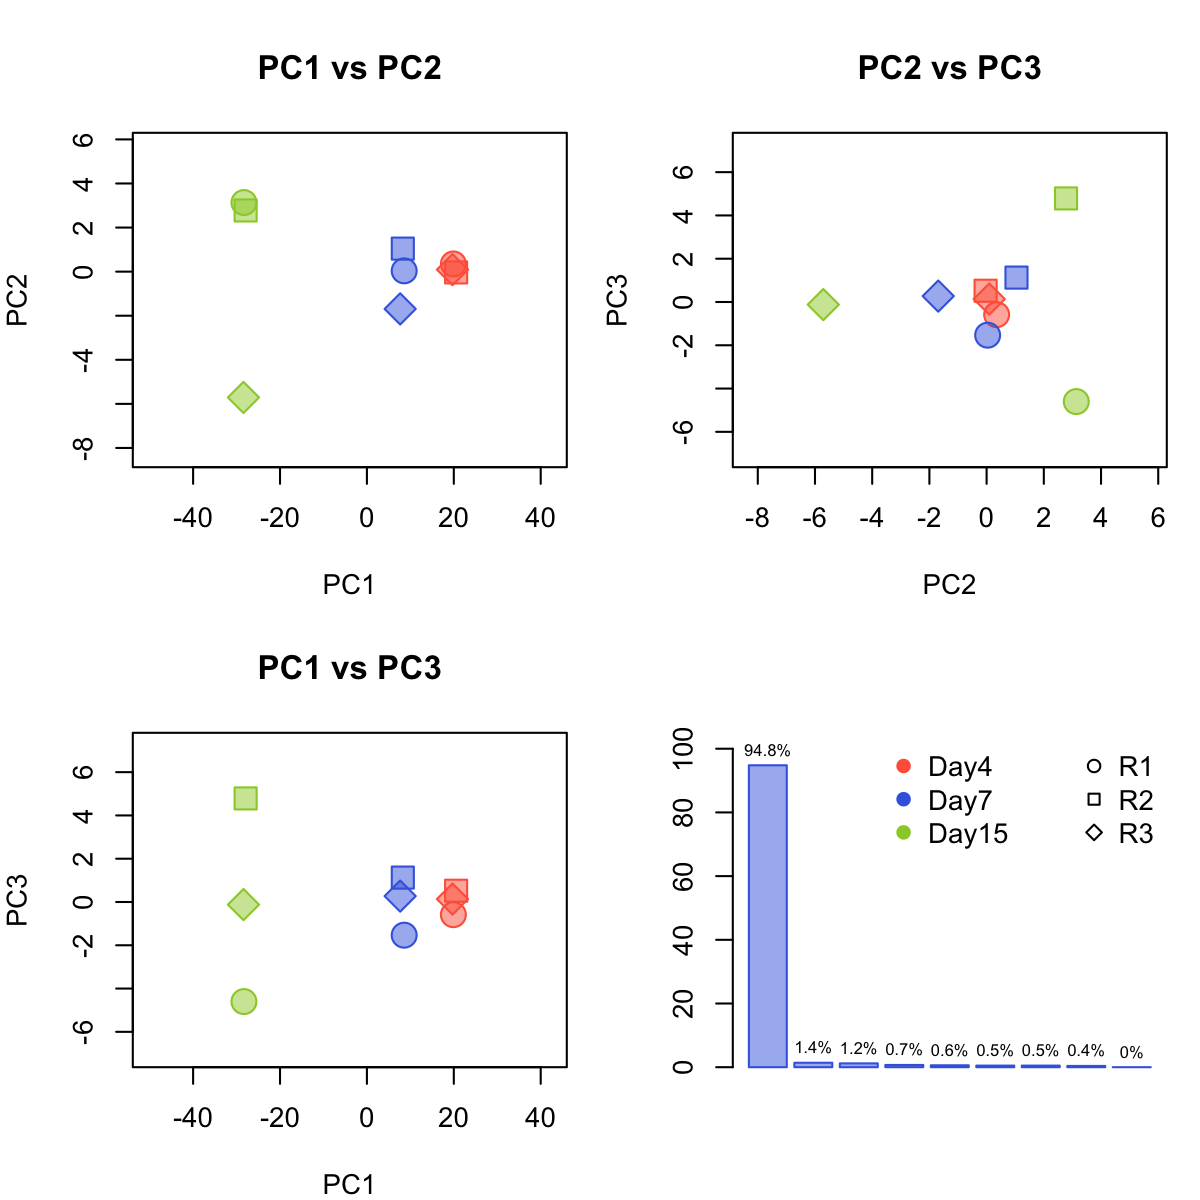 PC1 vs PC2
6
4
2
0
-4
-8
PC2
-40 -20 0 20 40
PC1
PC2 vs PC3
6
4
2
0
-2
-6
PC3
-8 -6 -4 -2 0 2 4 6
PC2
PC1 vs PC3
6
4
2
0
-2
-6
PC3
-40 -20 0 20 40
PC1
100
80
60
40
20
0
94.8% 1.4% 1.2% 0.7% 0.6% 0.5% 0.5% 0.4% 0%
Day4 R1
Day7 R2
Day15 R3